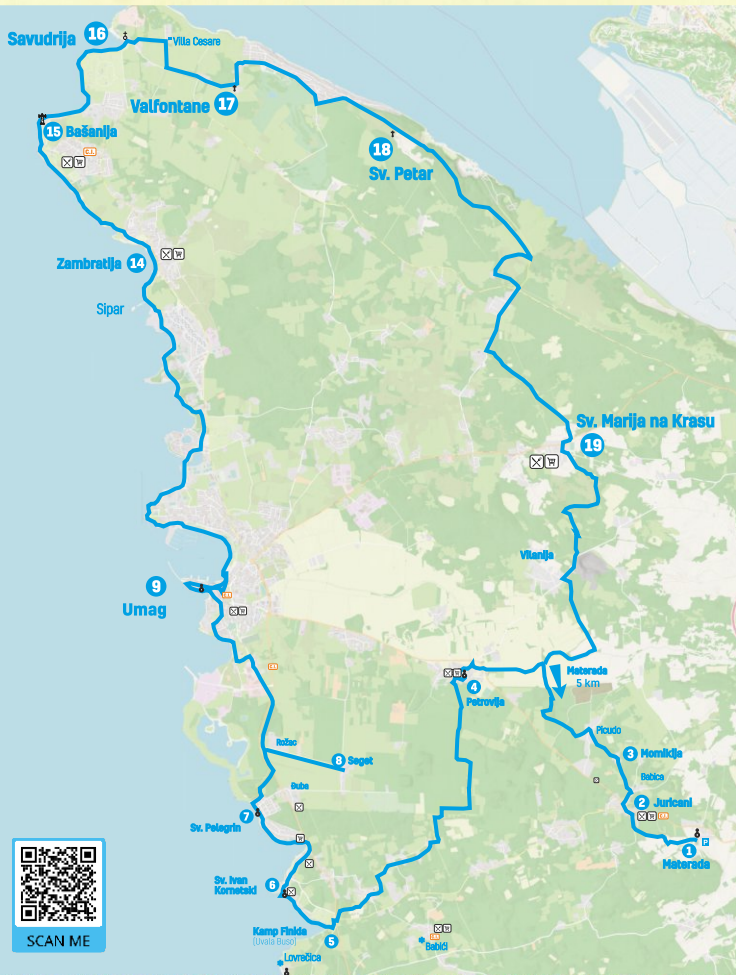 Savudrija 16
Villa Cesare
Valfontane 17
15 Bašanija
C.I.
18
Sv. Petar
Zambratija 14
Sipar
Sv. Marija na Krasu
19
Vilanija
9
Umag
C.I.
C.I.
Materada
5 km
4
Petrovija
Picudo
Rožac
8 Seget
3 Momikija
Đuba
Babica
2 Juricani
C.I.
7
Sv. Pelegrin
1
P
Materada
Sv. Ivan
Kornetski
6
Kamp Finida
(Uvala Buso)
5
C.I.
Babići
Lovrečica
SCAN ME